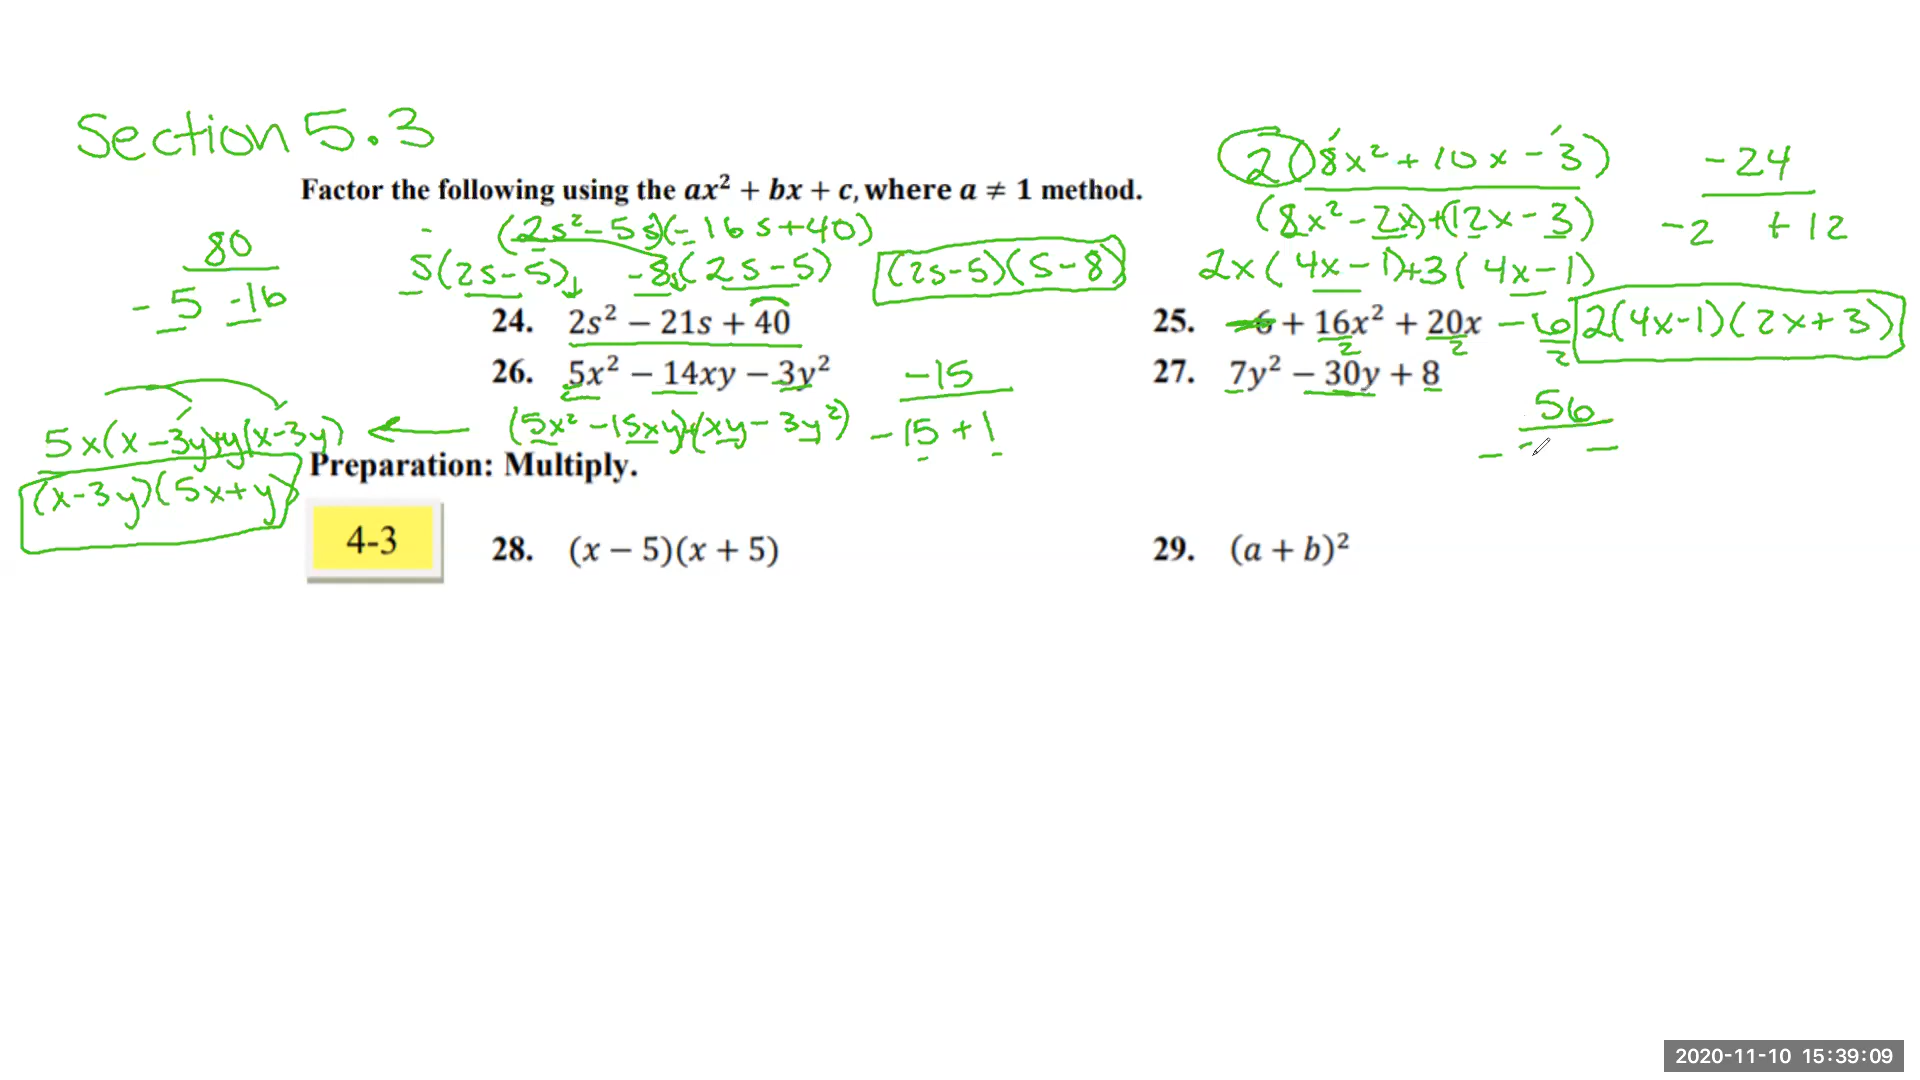 Section 5.3
Factor the following using the ax² + bx + c, where a ≠ 1 method.
80
-5 -16
(2s² - 5s)(-16s + 40)
s(2s - 5) -8(2s - 5)
(2s-5)(s-8)
24. 2s² − 21s + 40
2(8x² + 10x - 3)
(8x² - 2x)+(12x - 3)
2x(4x - 1)+3(4x - 1)
-24
-2 +12
25. -6 + 16x² + 20x - 6
2 2 2
2(4x-1)(2x+3)
26. 5x² − 14xy − 3y²
-15
-15 +1
(5x² - 15xy)+(xy - 3y²)
5x(x - 3y)+y(x-3y)
(x-3y)(5x+y)
27. 7y² − 30y + 8
56
- -
Preparation: Multiply.
4-3
28. (x − 5)(x + 5)
29. (a + b)²
2020-11-10 15:39:09